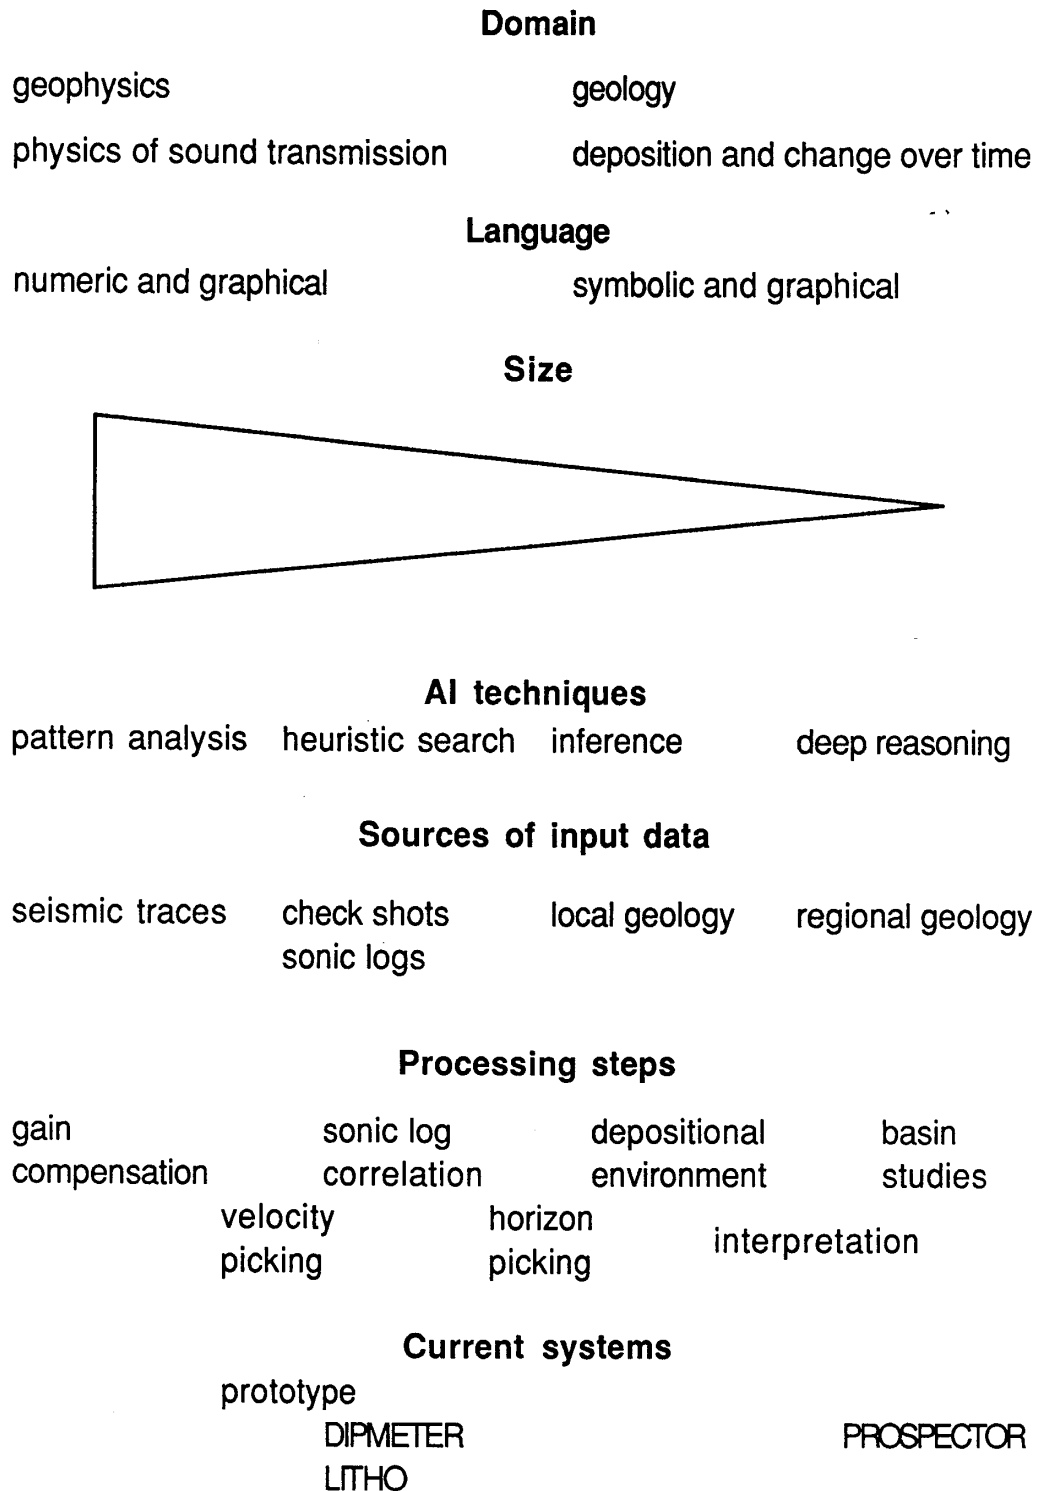 Domain
geophysics geology
physics of sound transmission deposition and change over time
Language
numeric and graphical symbolic and graphical
Size
AI techniques
pattern analysis heuristic search inference deep reasoning
Sources of input data
seismic traces check shots local geology regional geology
sonic logs
Processing steps
gain sonic log depositional basin
compensation correlation environment studies
velocity horizon interpretation
picking picking
Current systems
prototype
DIPMETER PROSPECTOR
LITHO